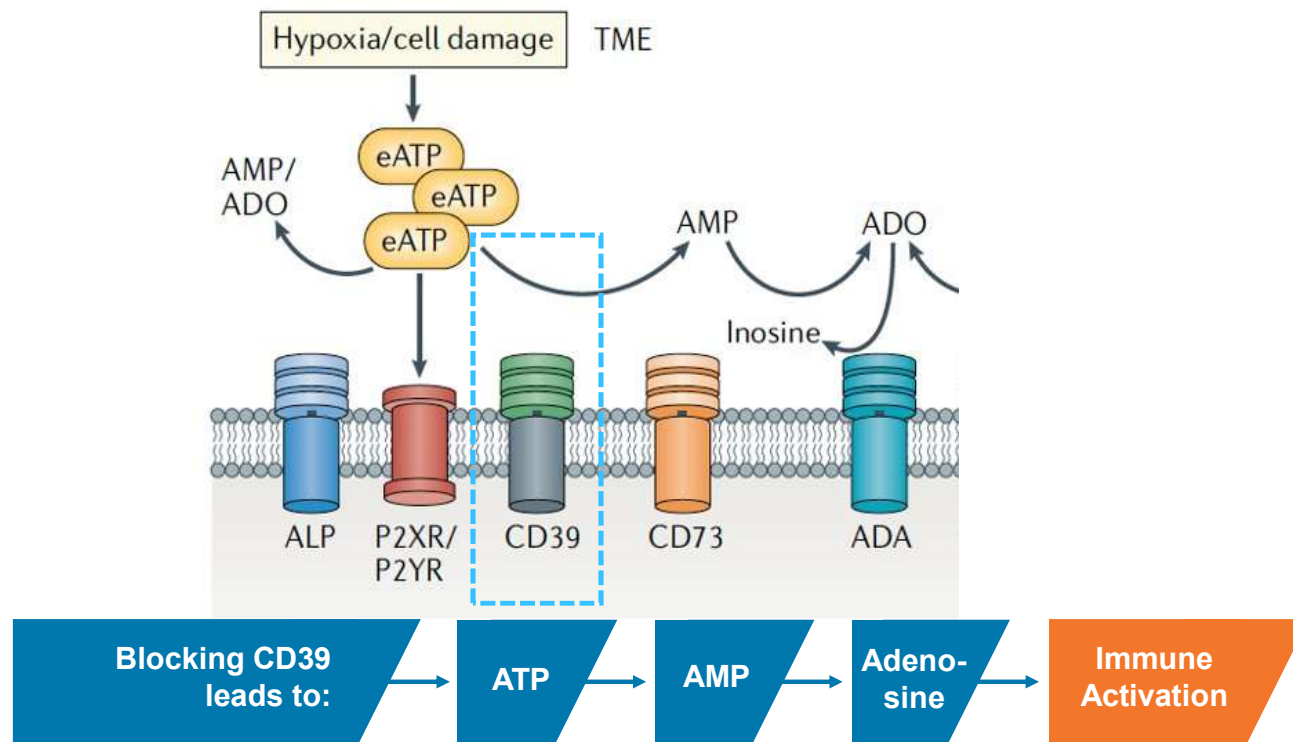 Hypoxia/cell damage TME
eATP
eATP
eATP
AMP/
ADO
AMP
ADO
Inosine
ALP
P2XR/
P2YR
CD39
CD73
ADA
Blocking CD39
leads to:
ATP
AMP
Adeno-
sine
Immune
Activation